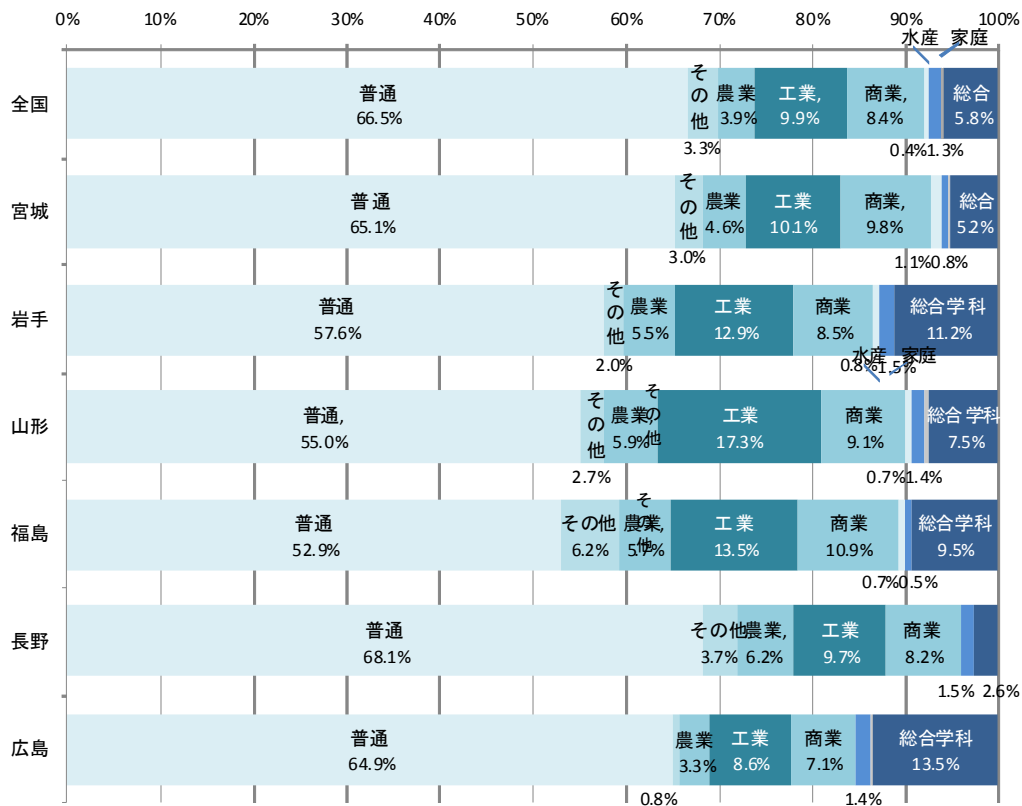 0% 10% 20% 30% 40% 50% 60% 70% 80% 90% 100%
水産 家庭
全国 普通 66.5% その他 3.3% 農業 3.9% 工業, 9.9% 商業, 8.4% 0.4% 1.3% 総合 5.8%
宮城 普通 65.1% その他 3.0% 農業 4.6% 工業 10.1% 商業, 9.8% 1.1% 0.8% 総合 5.2%
岩手 普通 57.6% その他 2.0% 農業 5.5% 工業 12.9% 商業 8.5% 0.8% 1.5% 総合学科 11.2%
水産 家庭
山形 普通, 55.0% その他 2.7% 農業, 5.9% その他 工業 17.3% 商業 9.1% 0.7% 1.4% 総合学科 7.5%
福島 普通 52.9% その他 6.2% 農業, 5.7% その他 工業 13.5% 商業 10.9% 0.7% 0.5% 総合学科 9.5%
長野 普通 68.1% その他 3.7% 農業, 6.2% 工業 9.7% 商業 8.2% 1.5% 2.6%
広島 普通 64.9% 0.8% 農業 3.3% 工業 8.6% 商業 7.1% 1.4% 総合学科 13.5%